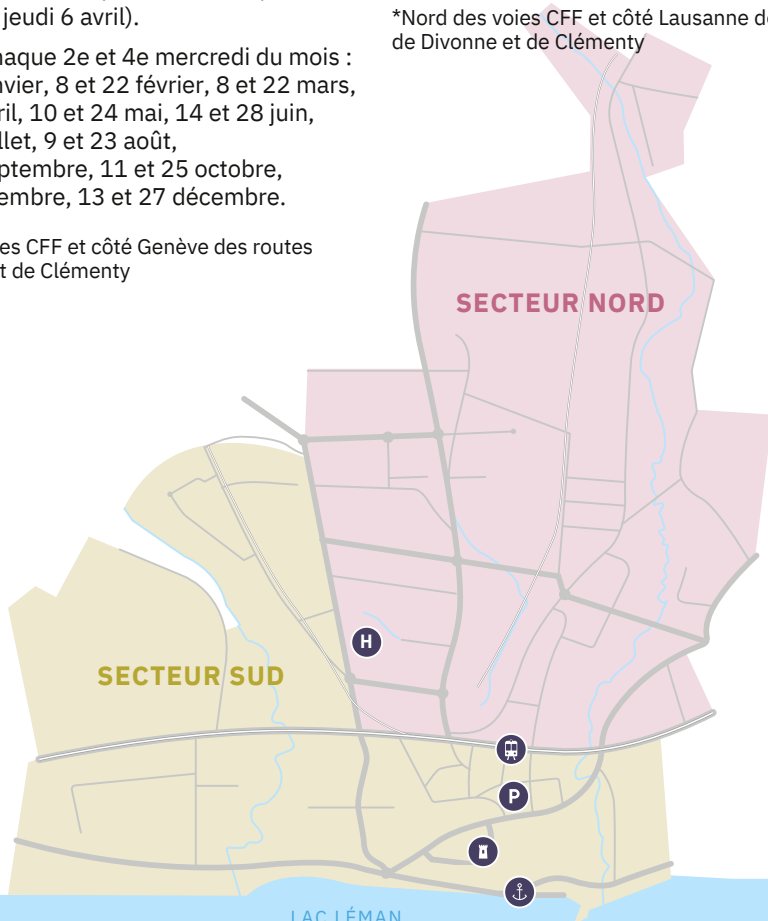 jeudi 6 avril).
haque 2e et 4e mercredi du mois :
nvier, 8 et 22 février, 8 et 22 mars,
ril, 10 et 24 mai, 14 et 28 juin,
llet, 9 et 23 août,
ptembre, 11 et 25 octobre,
embre, 13 et 27 décembre.
es CFF et côté Genève des routes
t de Clémenty
*Nord des voies CFF et côté Lausanne de
de Divonne et de Clémenty
SECTEUR NORD
H
SECTEUR SUD
P
LAC LÉMAN